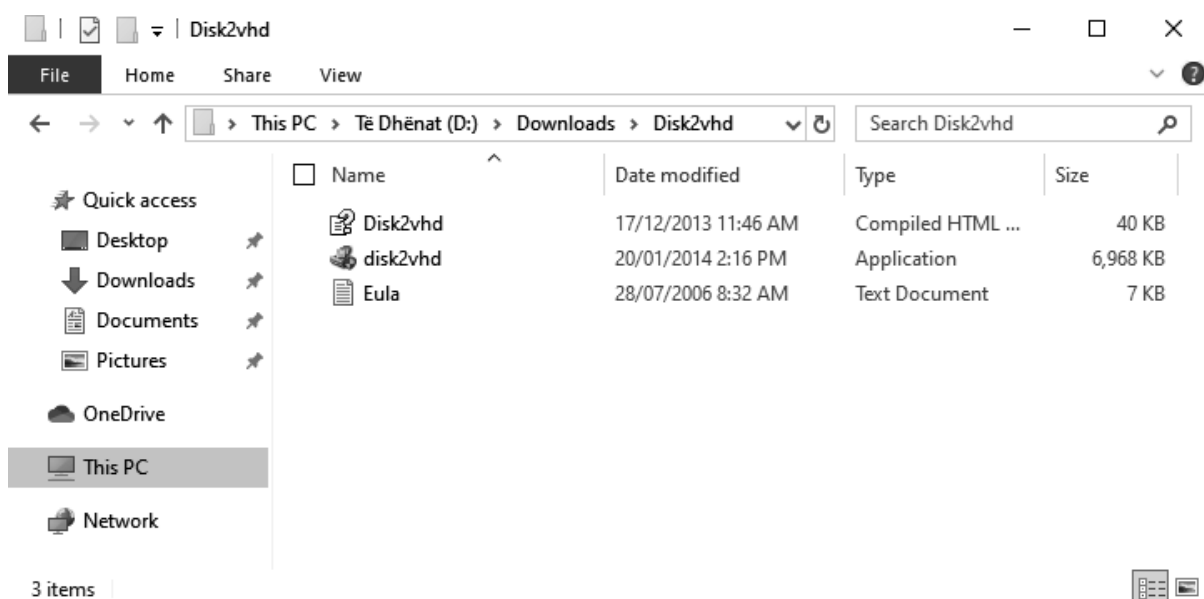 Disk2vhd
File Home Share View
This PC > Të Dhënat (D:) > Downloads > Disk2vhd Search Disk2vhd
Name Date modified Type Size
Quick access
Desktop
Downloads
Documents
Pictures
OneDrive
This PC
Network
Disk2vhd 17/12/2013 11:46 AM Compiled HTML ... 40 KB
disk2vhd 20/01/2014 2:16 PM Application 6,968 KB
Eula 28/07/2006 8:32 AM Text Document 7 KB
3 items